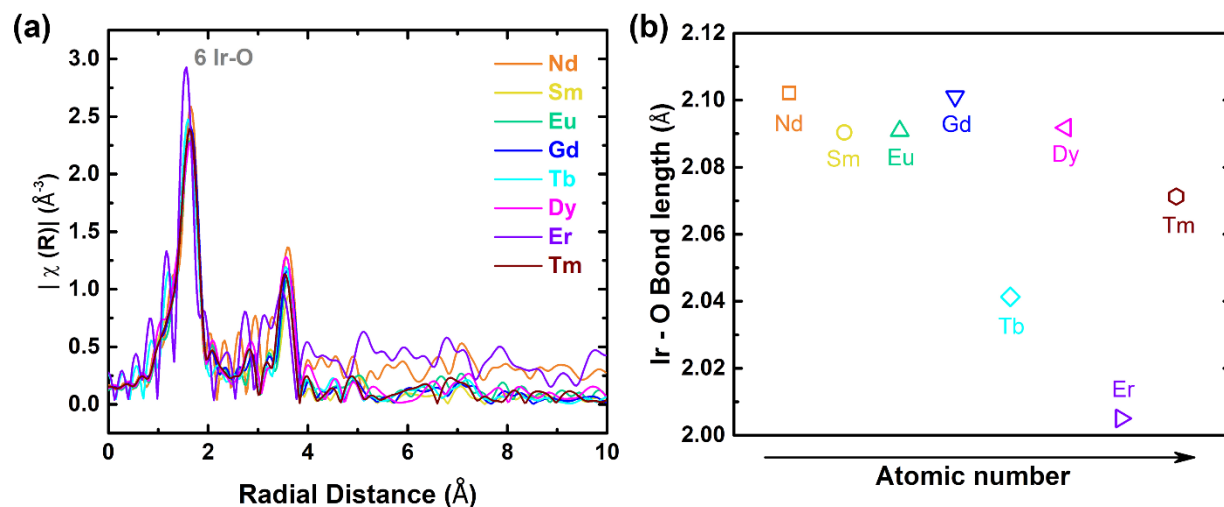 (a)
| χ (R)| (Å⁻³)
3.0
2.5
2.0
1.5
1.0
0.5
0.0
6 Ir-O
Nd
Sm
Eu
Gd
Tb
Dy
Er
Tm
0 2 4 6 8 10
Radial Distance (Å)
(b)
Ir - O Bond length (Å)
2.12
2.10
2.08
2.06
2.04
2.02
2.00
Nd
Sm
Eu
Gd
Tb
Dy
Er
Tm
Atomic number